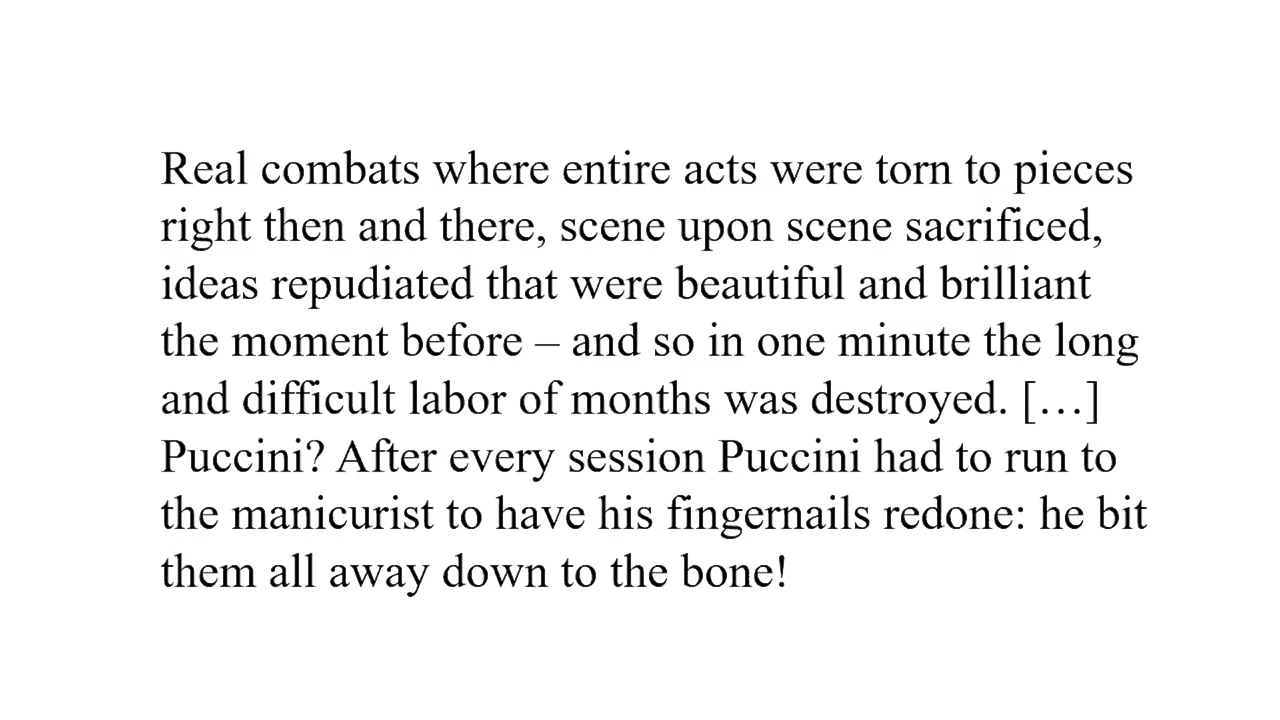 Real combats where entire acts were torn to pieces
right then and there, scene upon scene sacrificed,
ideas repudiated that were beautiful and brilliant
the moment before – and so in one minute the long
and difficult labor of months was destroyed. […]
Puccini? After every session Puccini had to run to
the manicurist to have his fingernails redone: he bit
them all away down to the bone!